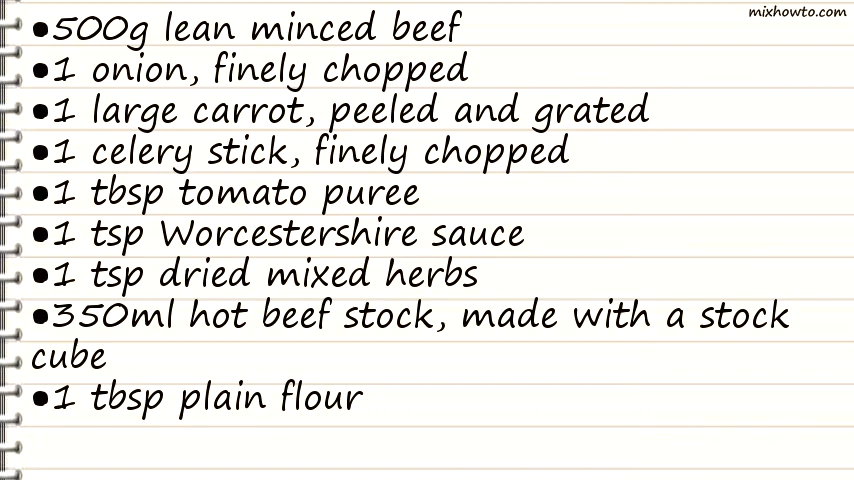 mixhowto.com
•500g lean minced beef
•1 onion, finely chopped
•1 large carrot, peeled and grated
•1 celery stick, finely chopped
•1 tbsp tomato puree
•1 tsp Worcestershire sauce
•1 tsp dried mixed herbs
•350ml hot beef stock, made with a stock
cube
•1 tbsp plain flour